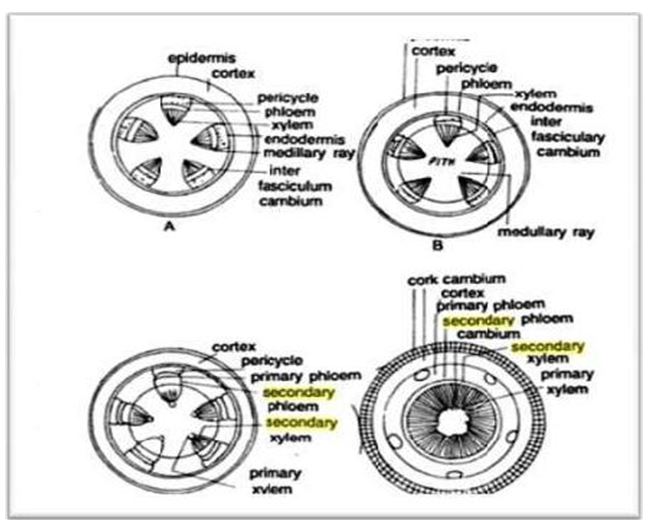 epidermis
cortex
pericycle
phloem
xylem
endodermis
medillary ray
inter
fasciculum
cambium
A
cortex
pericycle
phloem
xylem
endodermis
inter
fasciculary
cambium
PITH
medullary ray
B
cortex
pericycle
primary phloem
secondary
phloem
secondary
xylem
primary
xylem
cork cambium
cortex
primary phloem
secondary phloem
cambium
secondary
xylem
primary
xylem